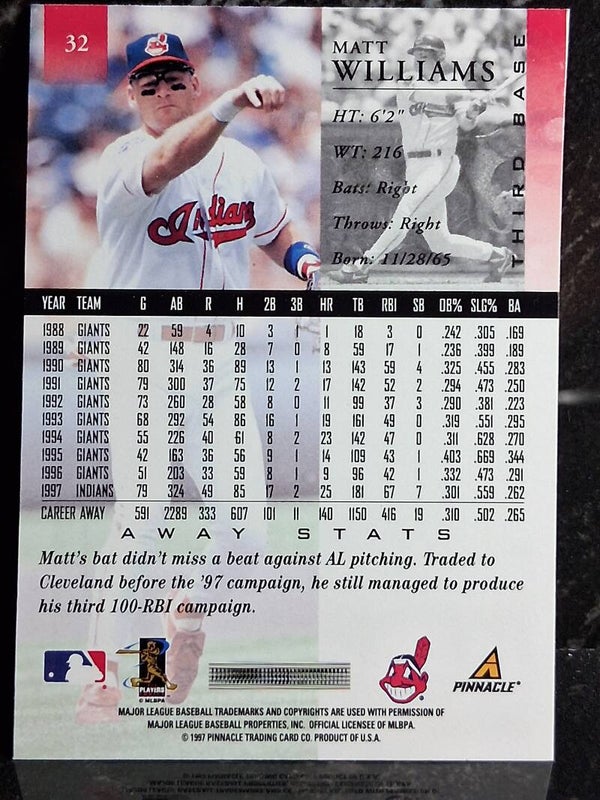 32
MATT
WILLIAMS
HT: 6'2"
WT: 216
Bats: Right
Throws: Right
Born: 11/28/65
THIRD BASE
Indians
YEAR TEAM G AB R H 2B 3B HR TB RBI SB OB% SLG% BA
1988 GIANTS 22 59 4 10 3 1 1 18 3 0 .242 .305 .169
1989 GIANTS 42 148 16 28 7 0 8 59 17 1 .236 .399 .189
1990 GIANTS 80 314 36 89 13 1 13 143 59 4 .325 .455 .283
1991 GIANTS 79 300 37 75 12 2 17 142 52 2 .294 .473 .250
1992 GIANTS 73 260 28 58 8 0 11 99 37 3 .290 .381 .223
1993 GIANTS 68 292 54 86 16 1 19 161 49 0 .319 .551 .295
1994 GIANTS 55 226 40 61 8 2 23 142 47 0 .311 .628 .270
1995 GIANTS 42 163 36 56 9 1 14 109 43 1 .403 .669 .344
1996 GIANTS 51 203 33 59 8 1 9 96 42 1 .332 .473 .291
1997 INDIANS 79 324 49 85 17 2 25 181 67 7 .301 .559 .262
CAREER AWAY 591 2289 333 607 101 11 140 1150 416 19 .310 .502 .265
AWAY STATS
Matt's bat didn't miss a beat against AL pitching. Traded to
Cleveland before the '97 campaign, he still managed to produce
his third 100-RBI campaign.
PLAYERS
© MLBPA
PINNACLE®
MAJOR LEAGUE BASEBALL TRADEMARKS AND COPYRIGHTS ARE USED WITH PERMISSION OF
MAJOR LEAGUE BASEBALL PROPERTIES, INC. OFFICIAL LICENSEE OF MLBPA.
© 1997 PINNACLE TRADING CARD CO. PRODUCT OF U.S.A.